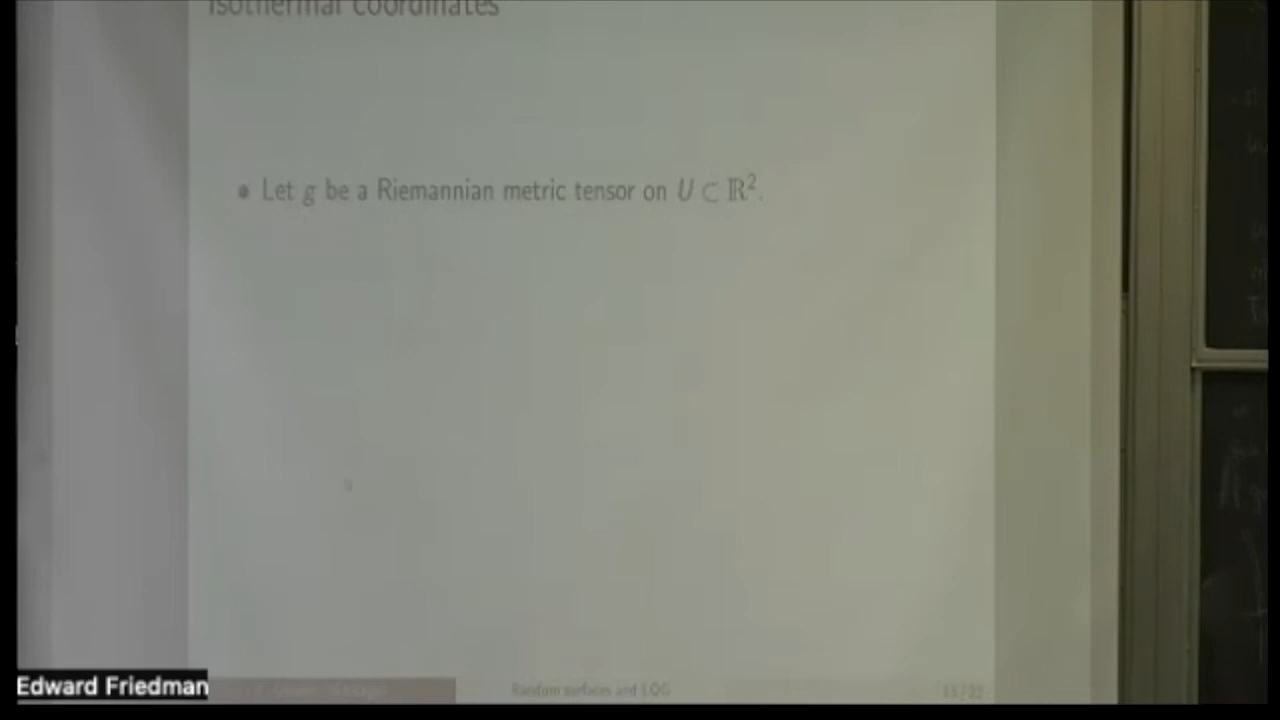 Isothermal coordinates
• Let g be a Riemannian metric tensor on U ⊂ ℝ².
Edward Friedman
Random surfaces and LQG